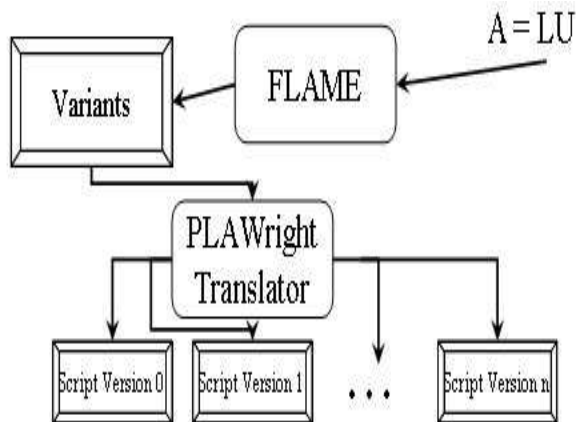 A = LU
FLAME
Variants
PLAWright
Translator
Script Version 0
Script Version 1
...
Script Version n